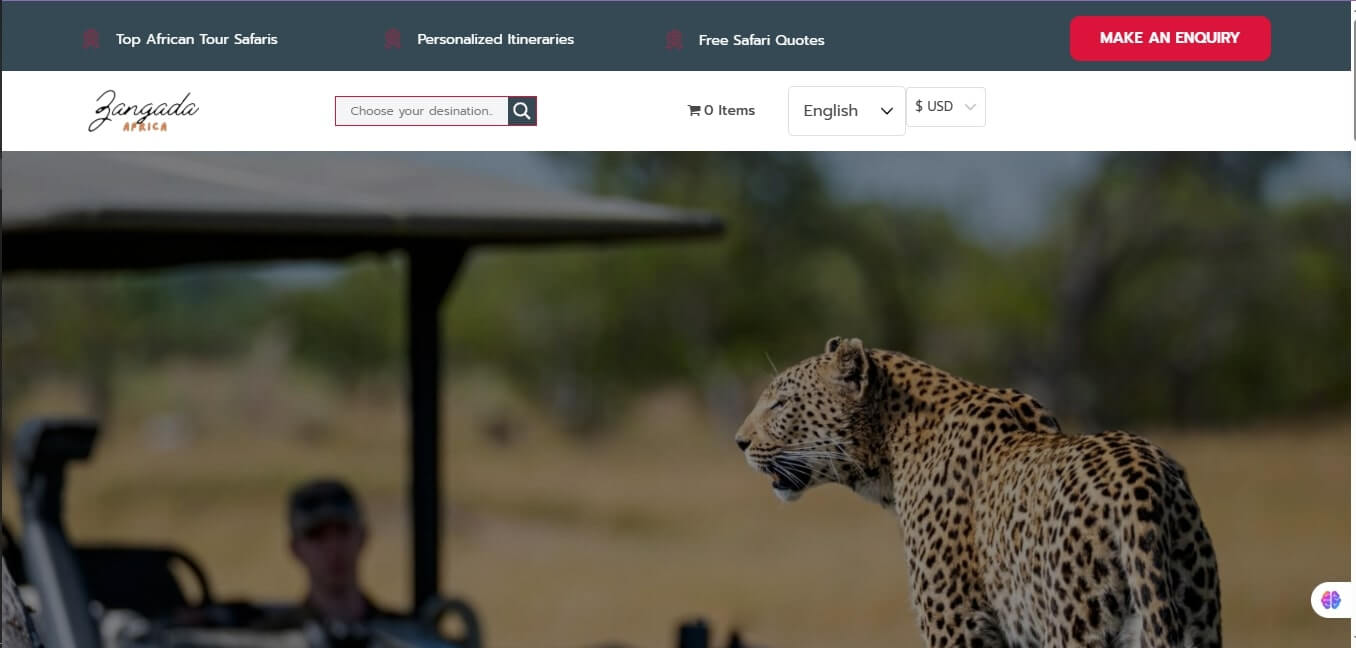 Top African Tour Safaris
Personalized Itineraries
Free Safari Quotes
MAKE AN ENQUIRY
Zangada
AFRICA
Choose your desination..
0 Items
English
$ USD